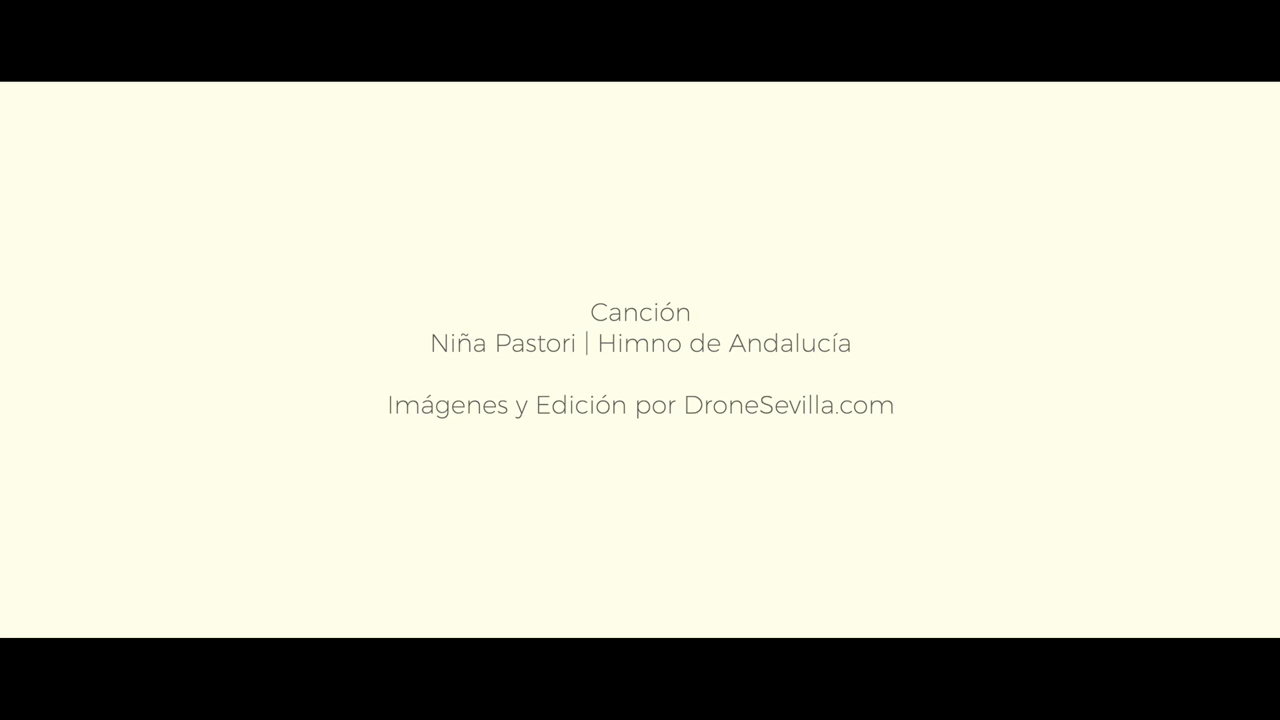 Canción
Niña Pastori | Himno de Andalucía
Imágenes y Edición por DroneSevilla.com